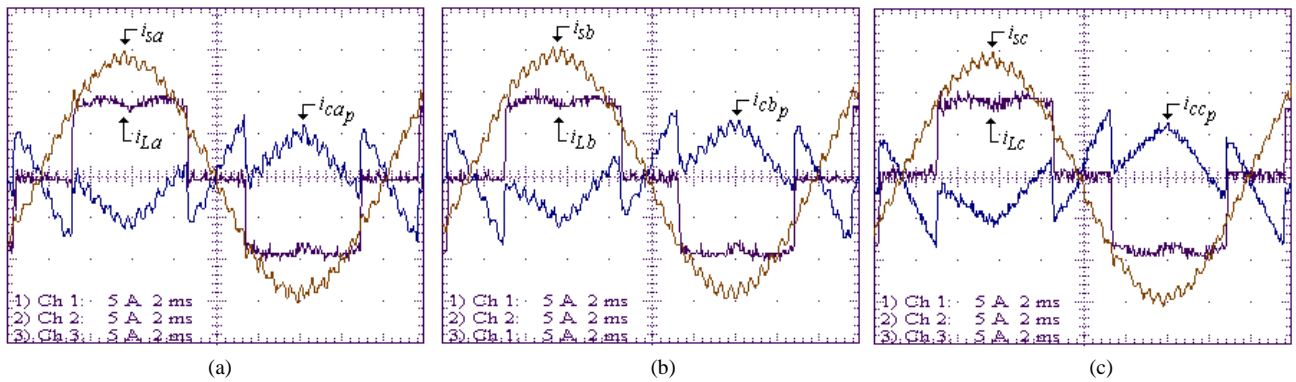 isa
icap
iLa
1) Ch 1: 5 A 2 ms
2) Ch 2: 5 A 2 ms
3) Ch 3: 5 A 2 ms
(a)
isb
icbp
iLb
1) Ch 1: 5 A 2 ms
2) Ch 2: 5 A 2 ms
3) Ch 1: 5 A 2 ms
(b)
isc
iccp
iLc
1) Ch 1: 5 A 2 ms
2) Ch 2: 5 A 2 ms
3) Ch 3: 5 A 2 ms
(c)